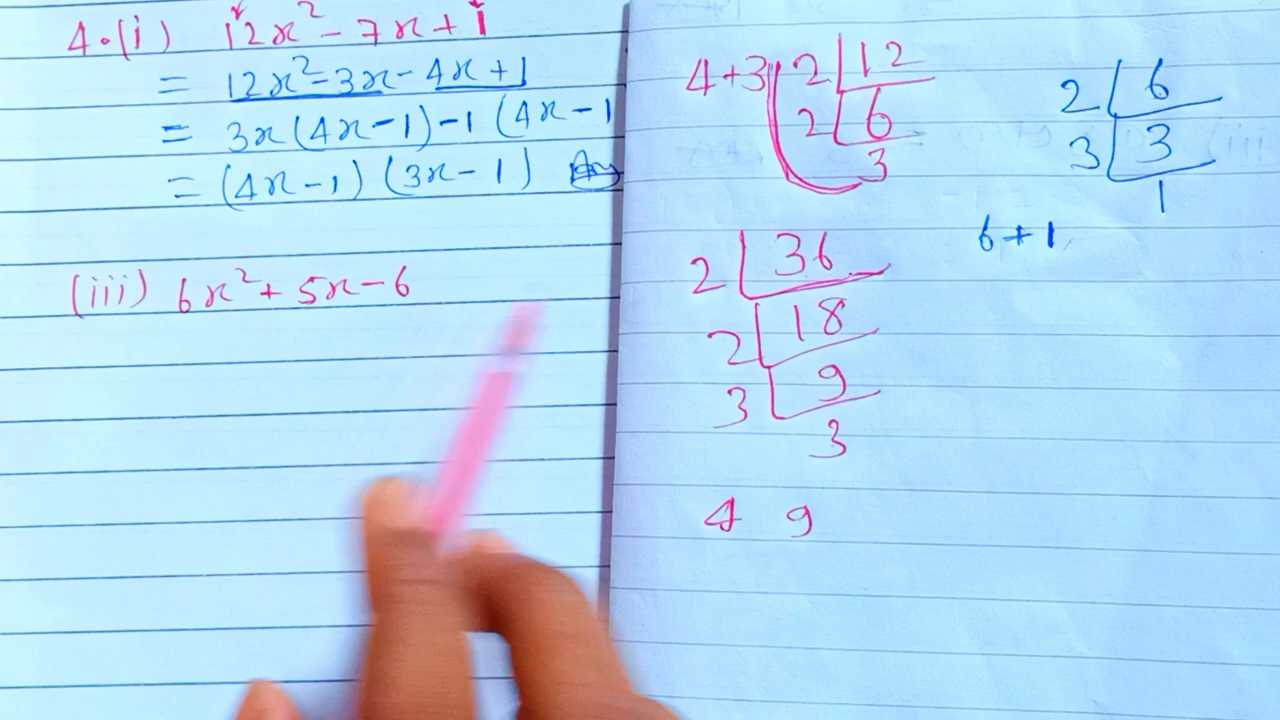 4.(i) 12x² - 7x + 1
= 12x² - 3x - 4x + 1
= 3x(4x - 1) - 1 (4x - 1
= (4x - 1) (3x - 1) Ans
(iii) 6x² + 5x - 6
4+3 2 | 12
2 | 6
3
2 | 6
3 | 3
1
6 + 1
2 | 36
2 | 18
3 | 9
3
4 9